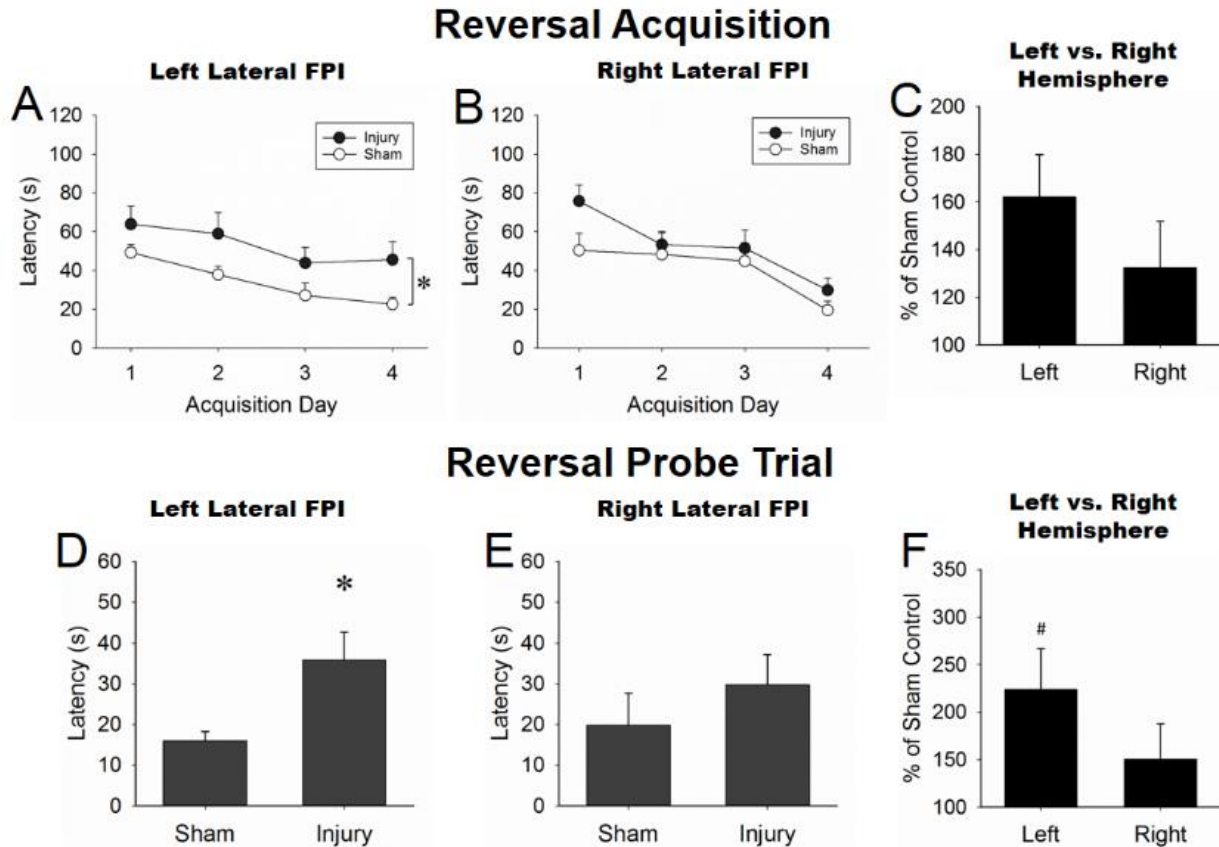 Reversal Acquisition
Left Lateral FPI
Right Lateral FPI
Left vs. Right
Hemisphere
A
120
100
80
60
40
20
0
Latency (s)
Injury
Sham
*
1 2 3 4
Acquisition Day
B
120
100
80
60
40
20
0
Latency (s)
Injury
Sham
1 2 3 4
Acquisition Day
C
200
180
160
140
120
100
% of Sham Control
Left Right
Reversal Probe Trial
Left Lateral FPI
Right Lateral FPI
Left vs. Right
Hemisphere
D
60
50
40
30
20
10
0
Latency (s)
*
Sham Injury
E
60
50
40
30
20
10
0
Latency (s)
Sham Injury
F
350
300
250
200
150
100
% of Sham Control
#
Left Right